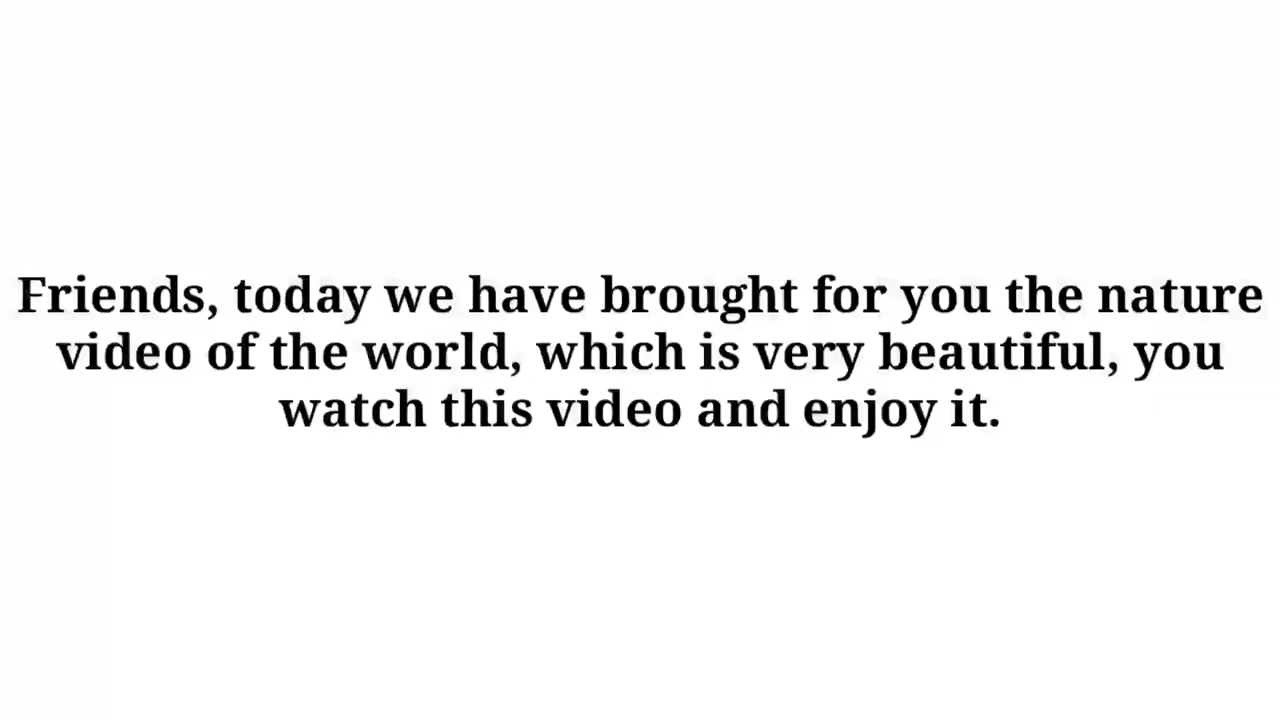 Friends, today we have brought for you the nature
video of the world, which is very beautiful, you
watch this video and enjoy it.